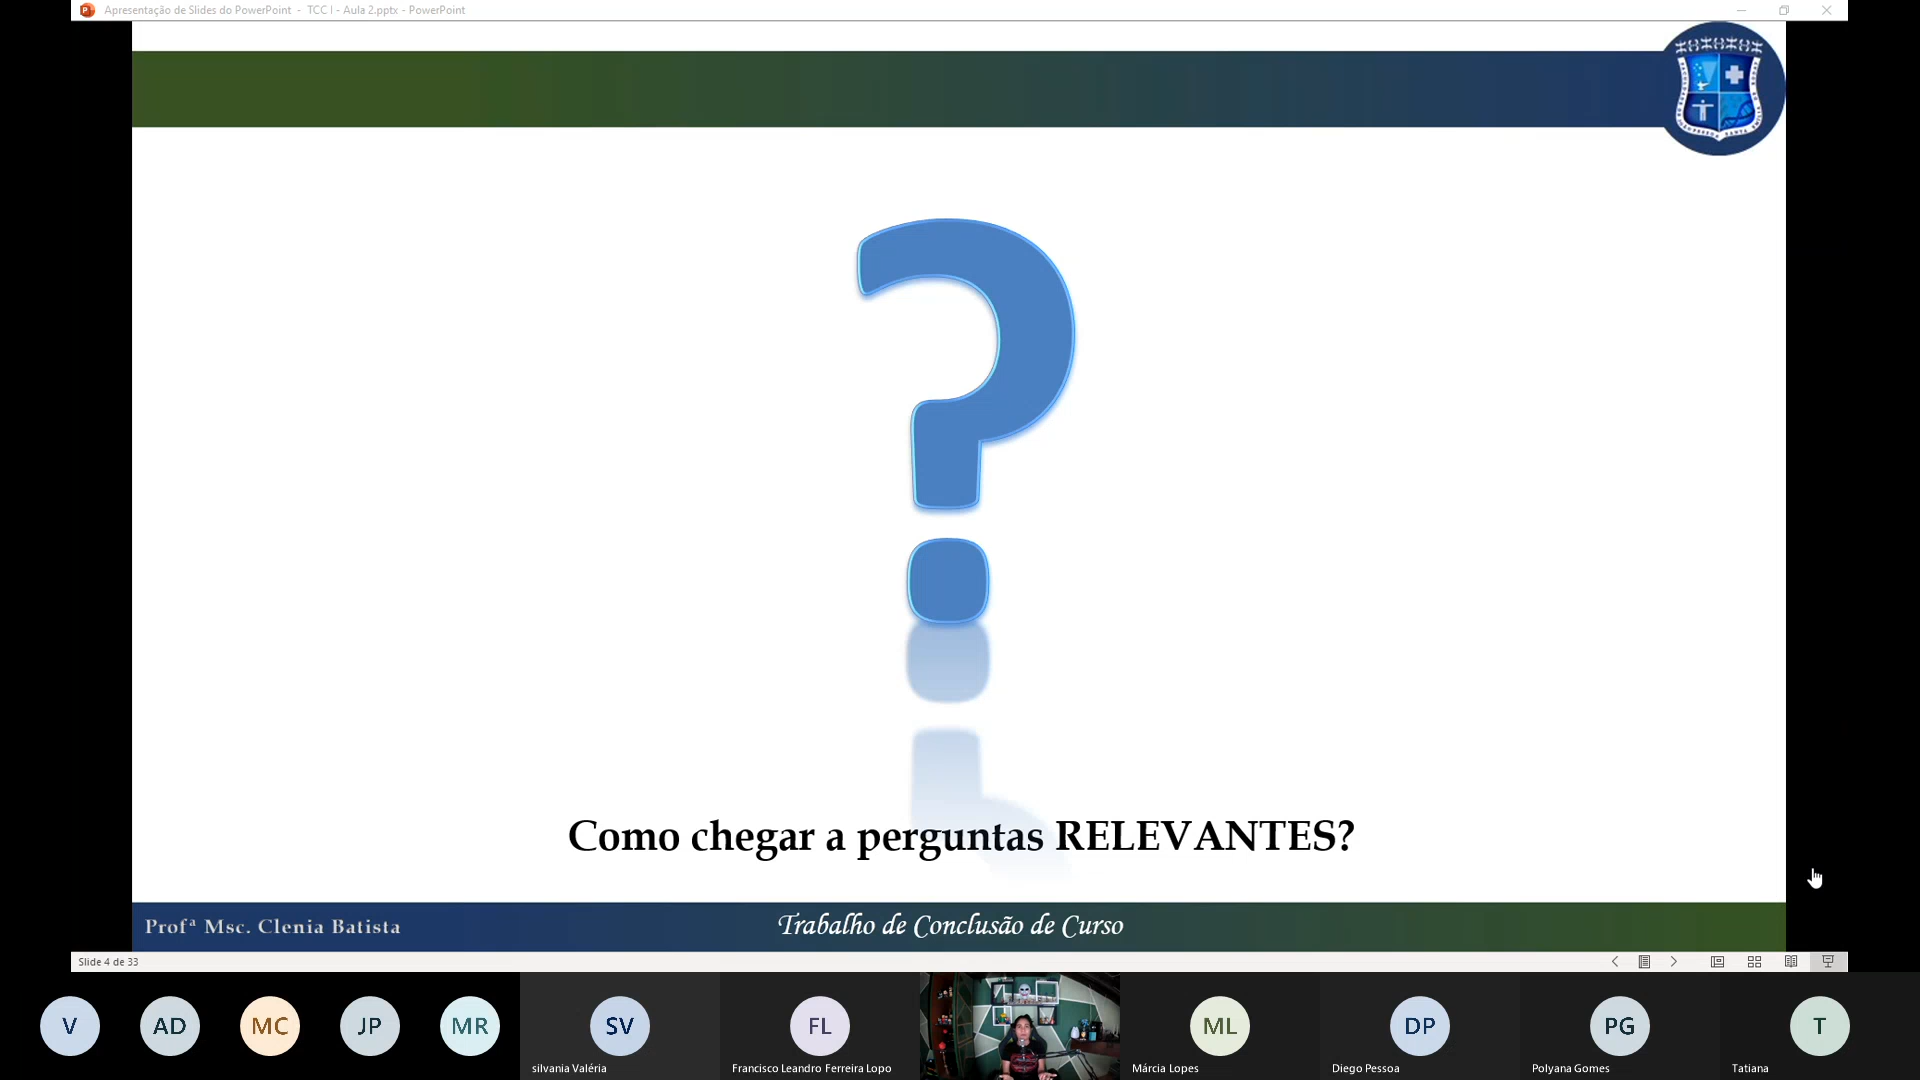 Apresentação de Slides do PowerPoint - TCC I - Aula 2.pptx - PowerPoint
?
Como chegar a perguntas RELEVANTES?
Profª Msc. Clenia Batista
Trabalho de Conclusão de Curso
Slide 4 de 33
V
AD
MC
JP
MR
SV
FL
ML
DP
PG
T
silvania Valéria
Francisco Leandro Ferreira Lopo
Márcia Lopes
Diego Pessoa
Polyana Gomes
Tatiana